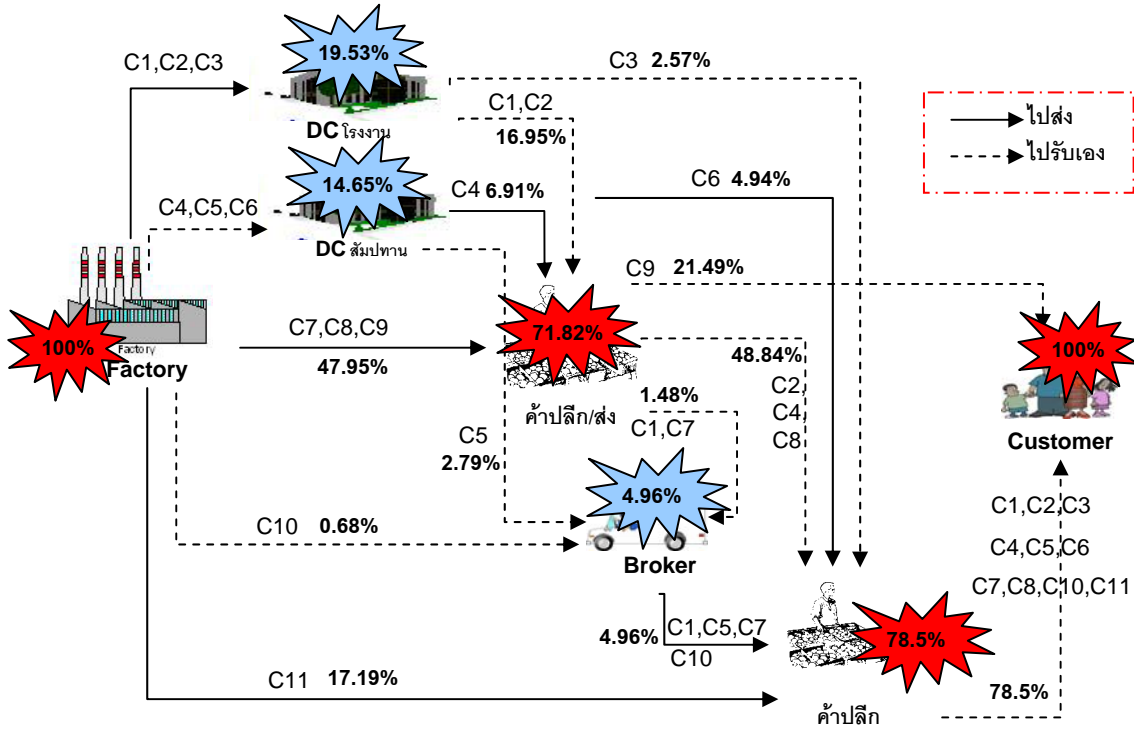 C1,C2,C3
19.53%
C3 2.57%
DC โรงงาน
C1,C2
16.95%
ไปส่ง
ไปรับเอง
C4,C5,C6
14.65%
DC สัมปทาน
C4 6.91%
C6 4.94%
C9 21.49%
100%
Factory
Factory
C7,C8,C9
47.95%
71.82%
ค้าปลีก/ส่ง
48.84%
C2,
C4,
C8
100%
Customer
1.48%
C1,C7
C5
2.79%
4.96%
Broker
C10 0.68%
C1,C2,C3
C4,C5,C6
C7,C8,C10,C11
4.96%
C1,C5,C7
C10
78.5%
ค้าปลีก
C11 17.19%
78.5%